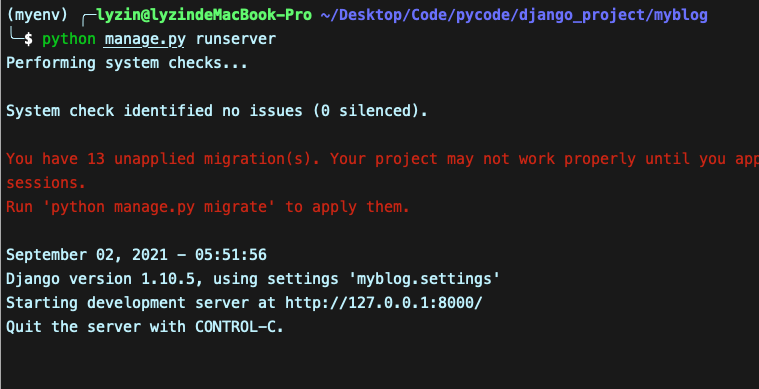 (myenv) ╭─lyzin@lyzindeMacBook-Pro ~/Desktop/Code/pycode/django_project/myblog
╰─$ python manage.py runserver
Performing system checks...
System check identified no issues (0 silenced).
You have 13 unapplied migration(s). Your project may not work properly until you app
sessions.
Run 'python manage.py migrate' to apply them.
September 02, 2021 - 05:51:56
Django version 1.10.5, using settings 'myblog.settings'
Starting development server at http://127.0.0.1:8000/
Quit the server with CONTROL-C.